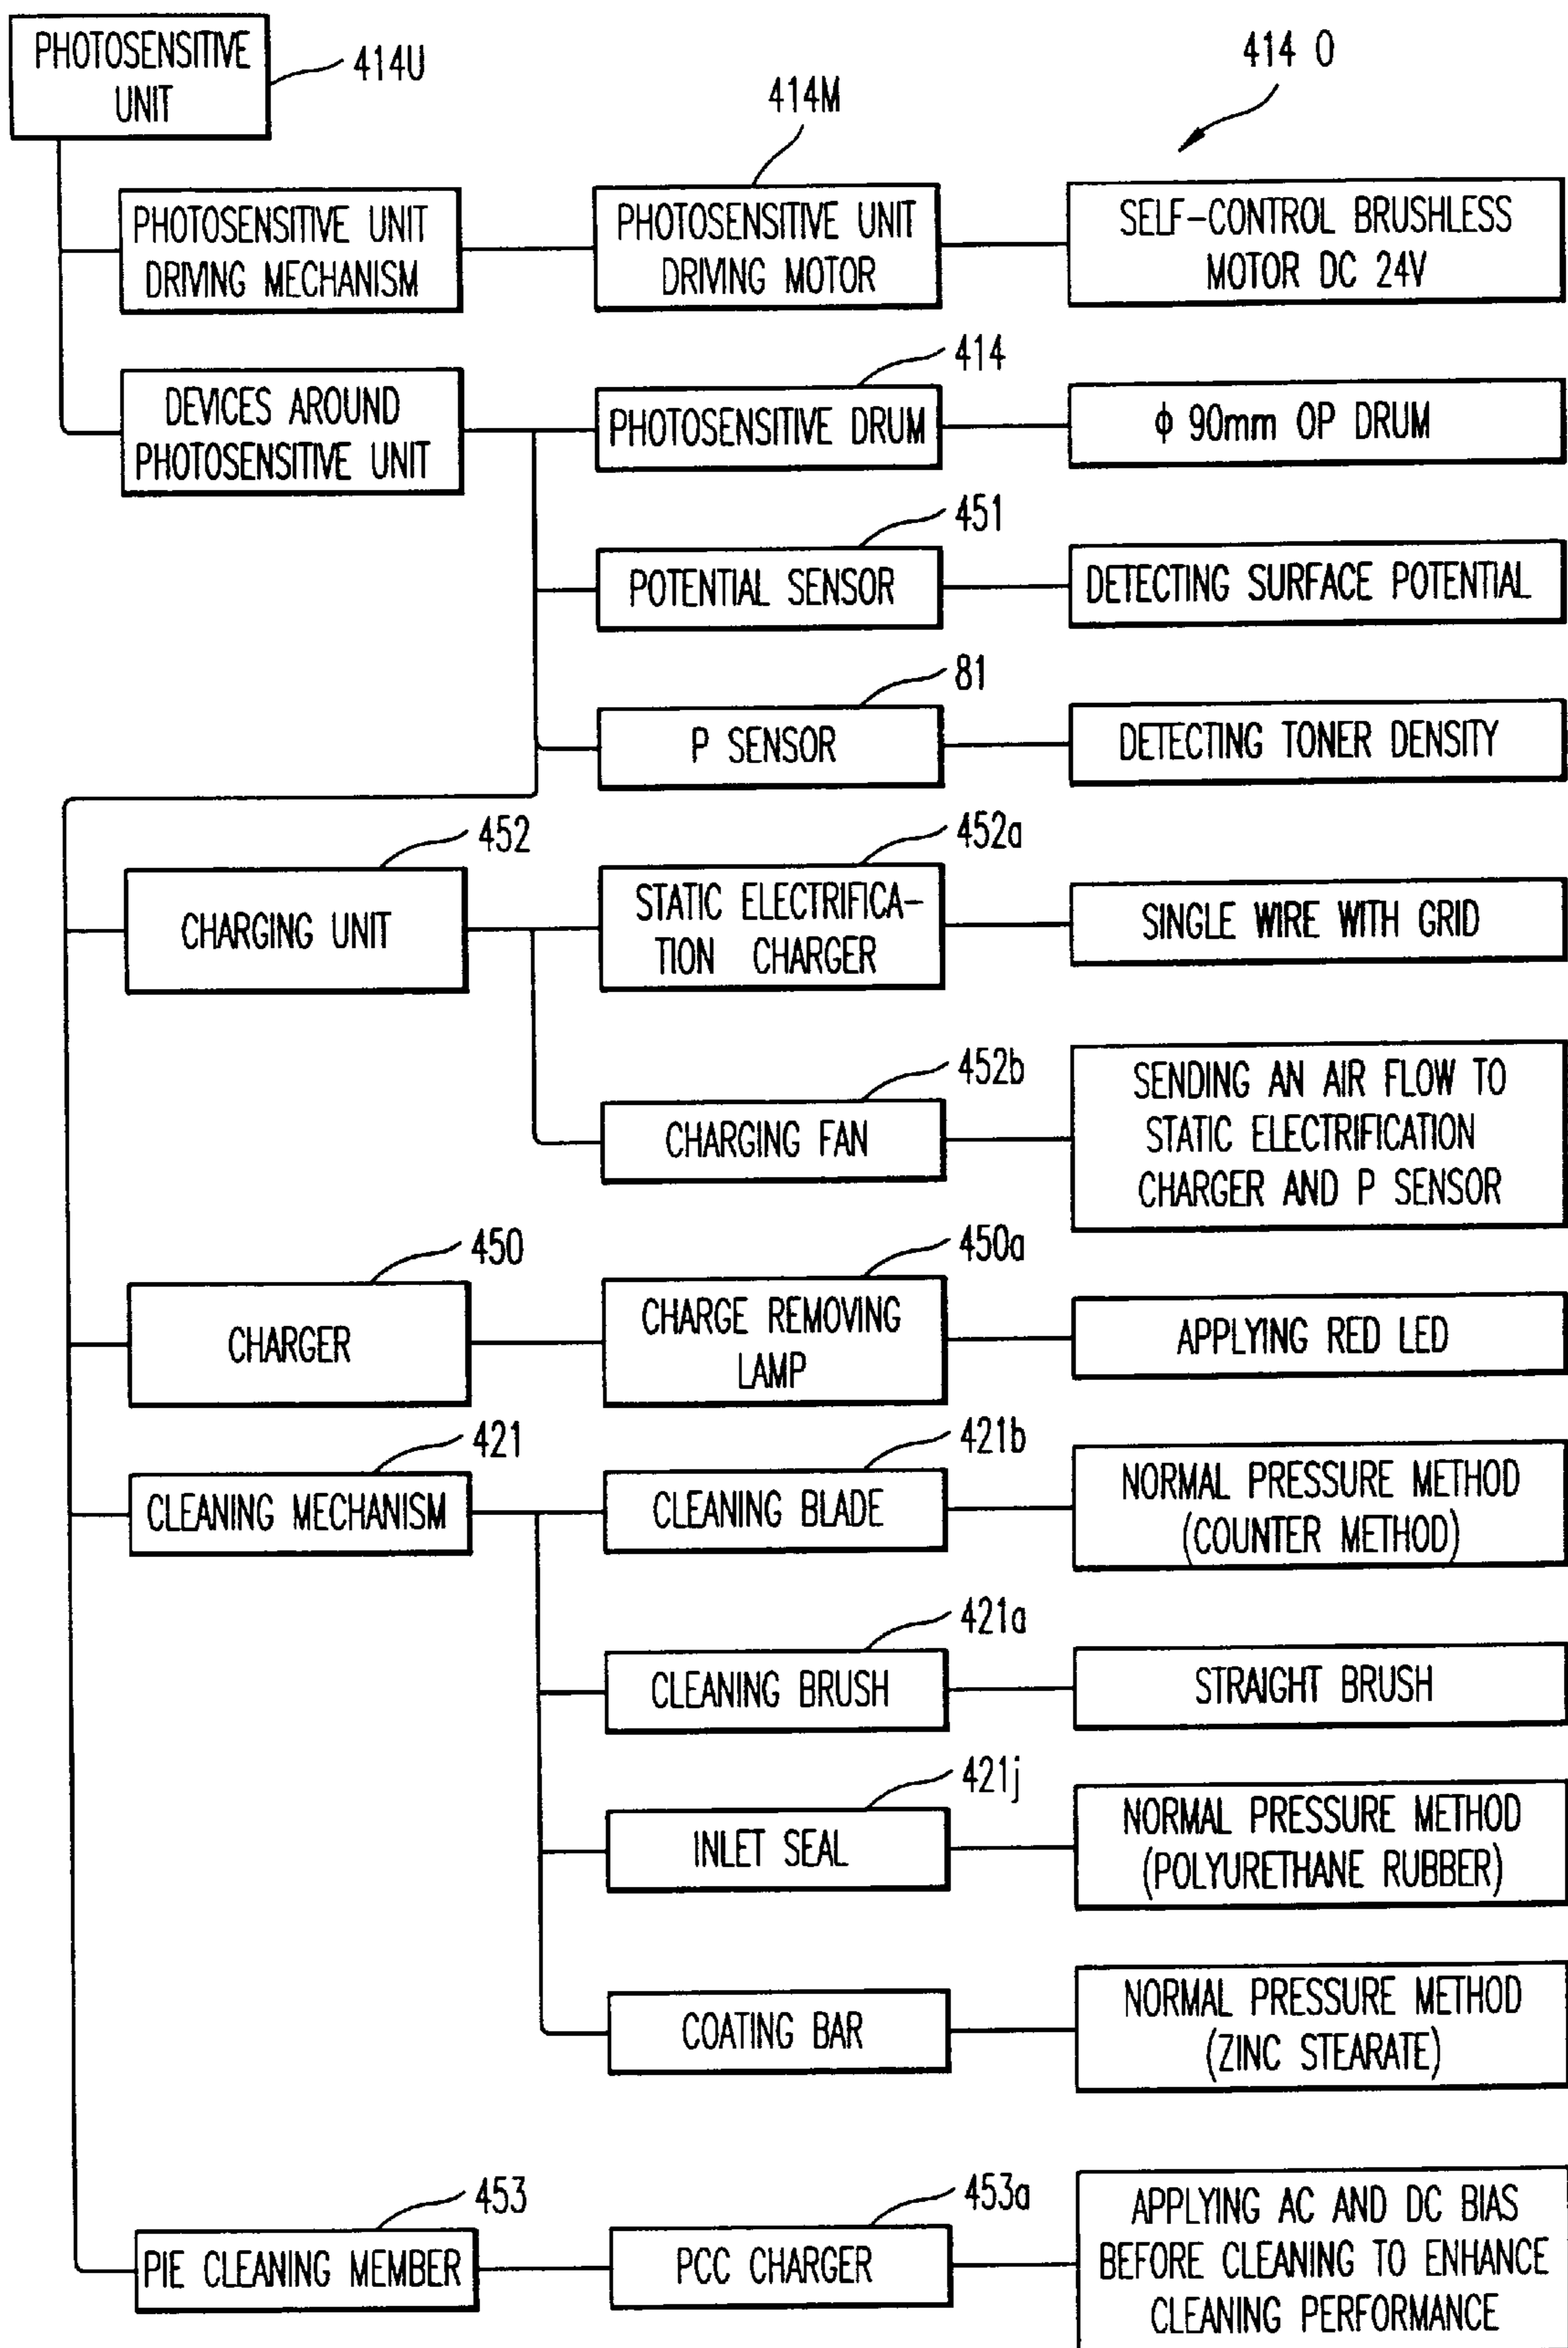 PHOTOSENSITIVE
UNIT
414U
414M
414 O
PHOTOSENSITIVE UNIT
DRIVING MECHANISM
PHOTOSENSITIVE UNIT
DRIVING MOTOR
SELF-CONTROL BRUSHLESS
MOTOR DC 24V
DEVICES AROUND
PHOTOSENSITIVE UNIT
414
PHOTOSENSITIVE DRUM
ϕ 90mm OP DRUM
451
POTENTIAL SENSOR
DETECTING SURFACE POTENTIAL
81
P SENSOR
DETECTING TONER DENSITY
452
CHARGING UNIT
452a
STATIC ELECTRIFICA-
TION CHARGER
SINGLE WIRE WITH GRID
452b
CHARGING FAN
SENDING AN AIR FLOW TO
STATIC ELECTRIFICATION
CHARGER AND P SENSOR
450
CHARGER
450a
CHARGE REMOVING
LAMP
APPLYING RED LED
421
CLEANING MECHANISM
421b
CLEANING BLADE
NORMAL PRESSURE METHOD
(COUNTER METHOD)
421a
CLEANING BRUSH
STRAIGHT BRUSH
421j
INLET SEAL
NORMAL PRESSURE METHOD
(POLYURETHANE RUBBER)
COATING BAR
NORMAL PRESSURE METHOD
(ZINC STEARATE)
453
PIE CLEANING MEMBER
453a
PCC CHARGER
APPLYING AC AND DC BIAS
BEFORE CLEANING TO ENHANCE
CLEANING PERFORMANCE